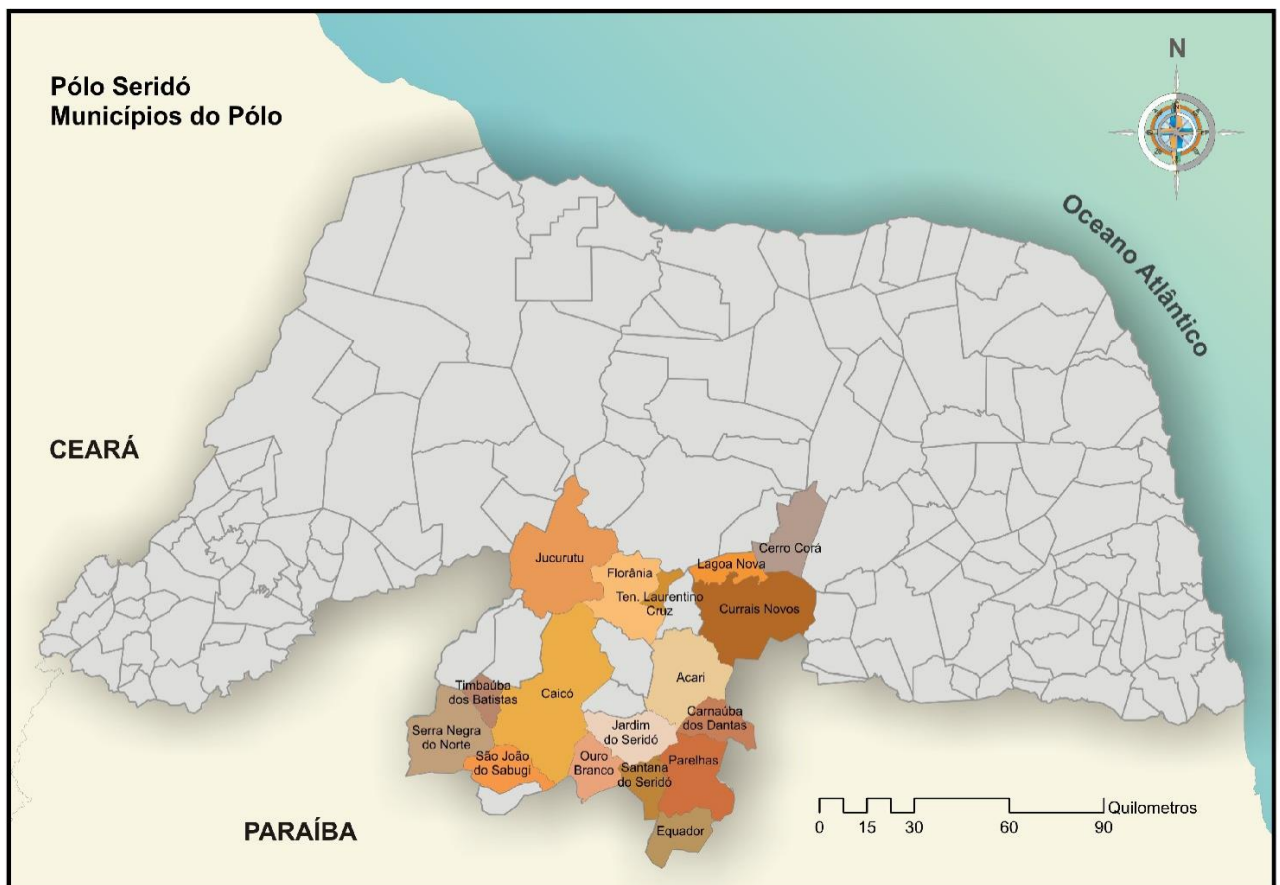 Pólo Seridó
Municípios do Pólo
N
Oceano Atlântico
CEARÁ
PARAÍBA
Jucurutu
Florânia
Ten. Laurentino
Cruz
Lagoa Nova
Cerro Corá
Currais Novos
Acari
Caicó
Timbaúba
dos Batistas
Serra Negra
do Norte
São João
do Sabugi
Ouro
Branco
Jardim
do Seridó
Carnaúba
dos Dantas
Santana
do Seridó
Parelhas
Equador
Quilometros
0 15 30 60 90